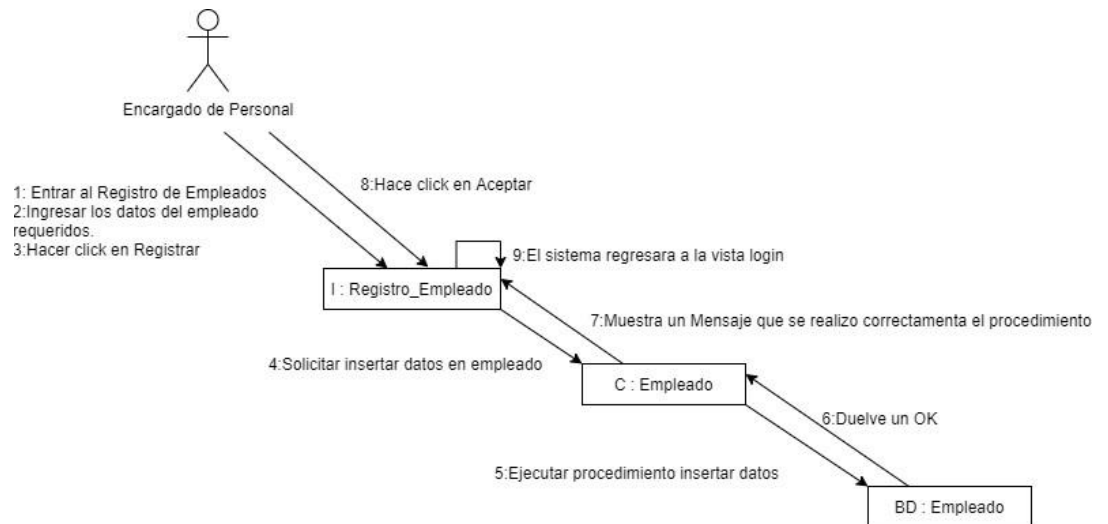 Encargado de Personal
1: Entrar al Registro de Empleados
2:Ingresar los datos del empleado
requeridos.
3:Hacer click en Registrar
8:Hace click en Aceptar
9:El sistema regresara a la vista login
I : Registro_Empleado
7:Muestra un Mensaje que se realizo correctamenta el procedimiento
4:Solicitar insertar datos en empleado
C : Empleado
6:Duelve un OK
5:Ejecutar procedimiento insertar datos
BD : Empleado